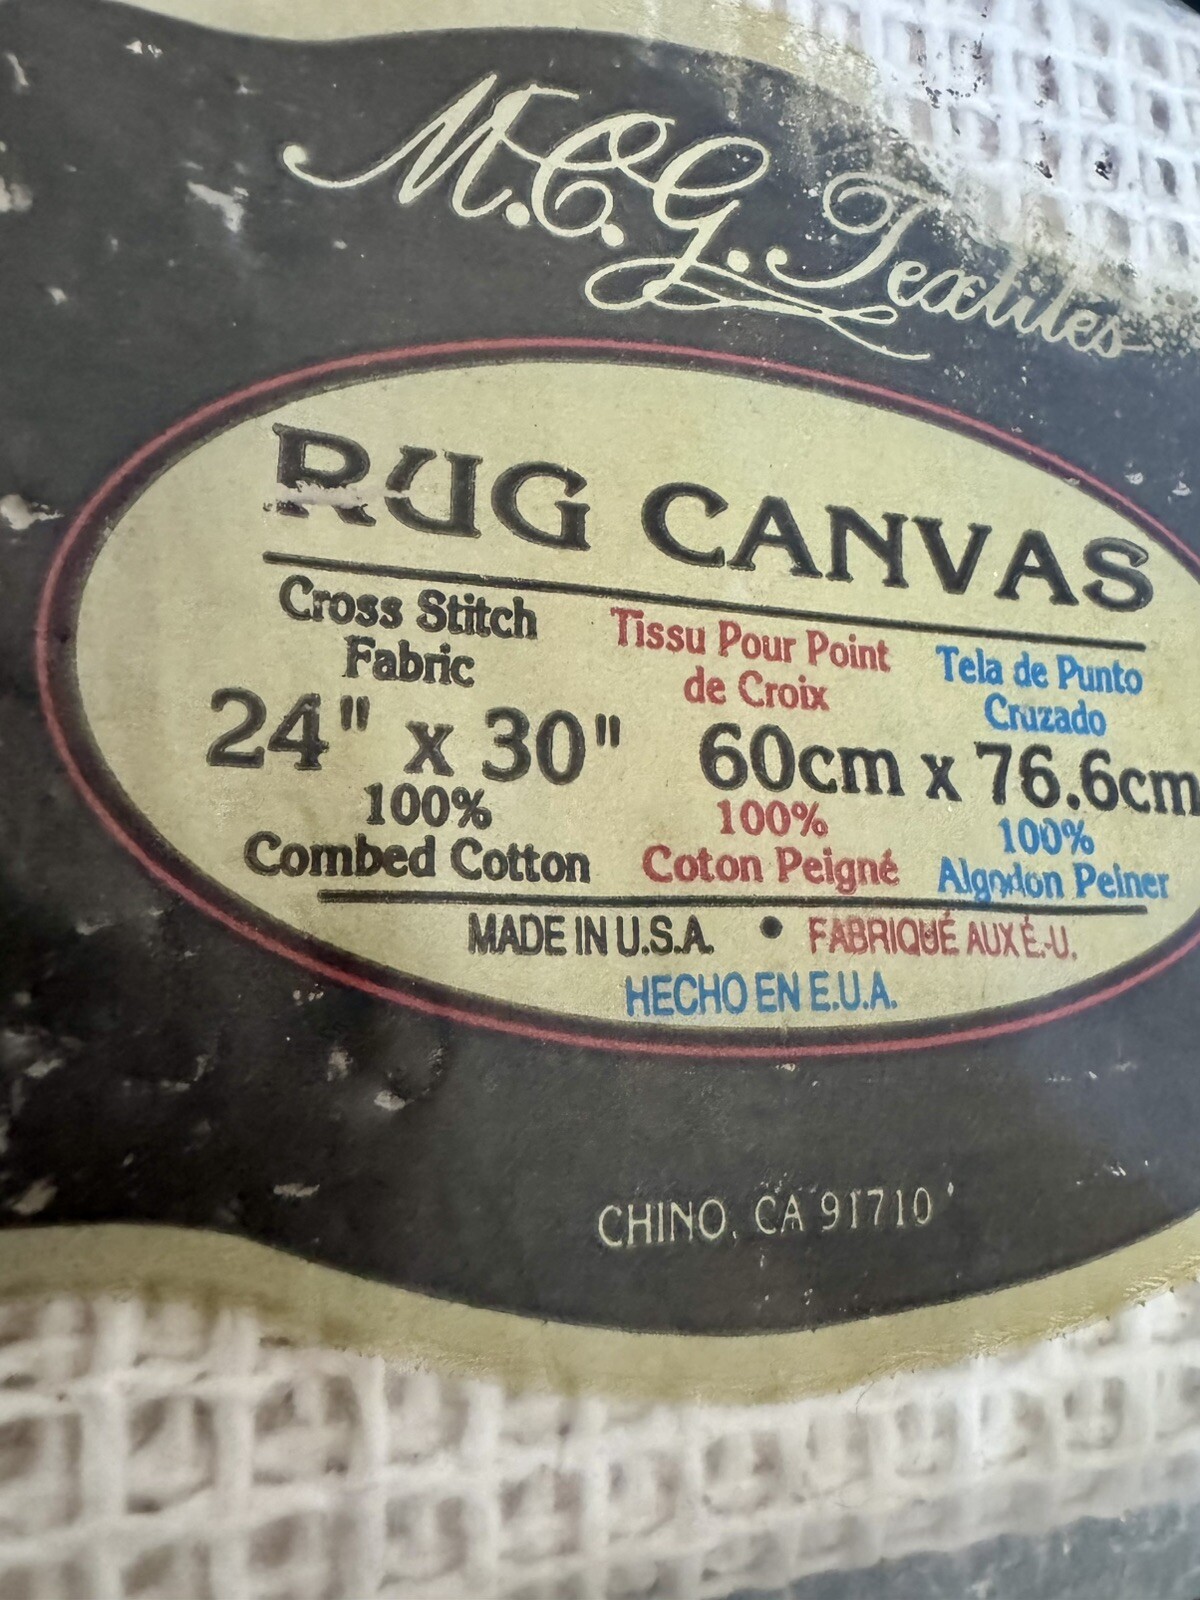 M.C.G. Textiles
RUG CANVAS
Cross Stitch
Fabric
Tissu Pour Point
de Croix
Tela de Punto
Cruzado
24" x 30"
60cm x 76.6cm
100%
Combed Cotton
100%
Coton Peigné
100%
Algodon Peiner
MADE IN U.S.A. • FABRIQUÉ AUX É.-U.
HECHO EN E.U.A.
CHINO, CA 91710